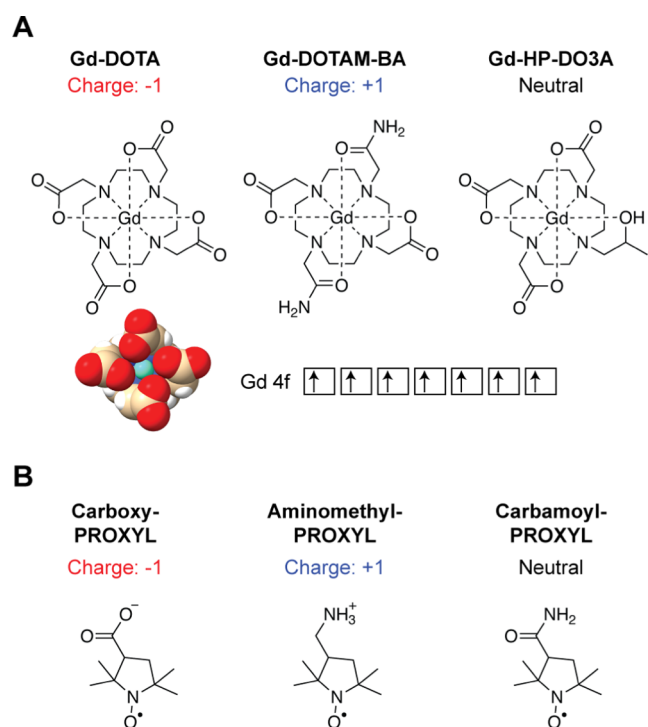 A
Gd-DOTA
Charge: -1
Gd-DOTAM-BA
Charge: +1
Gd-HP-DO3A
Neutral
O
O
O
O
N
N
O
Gd
O
N
N
O
O
O
NH₂
O
O
N
N
O
Gd
O
N
N
O
H₂N
O
O
O
O
N
N
O
Gd
OH
N
N
O
O
Gd 4f
B
Carboxy-
PROXYL
Charge: -1
Aminomethyl-
PROXYL
Charge: +1
Carbamoyl-
PROXYL
Neutral
O⁻
O
N
O•
NH₃⁺
N
O•
NH₂
O
N
O•